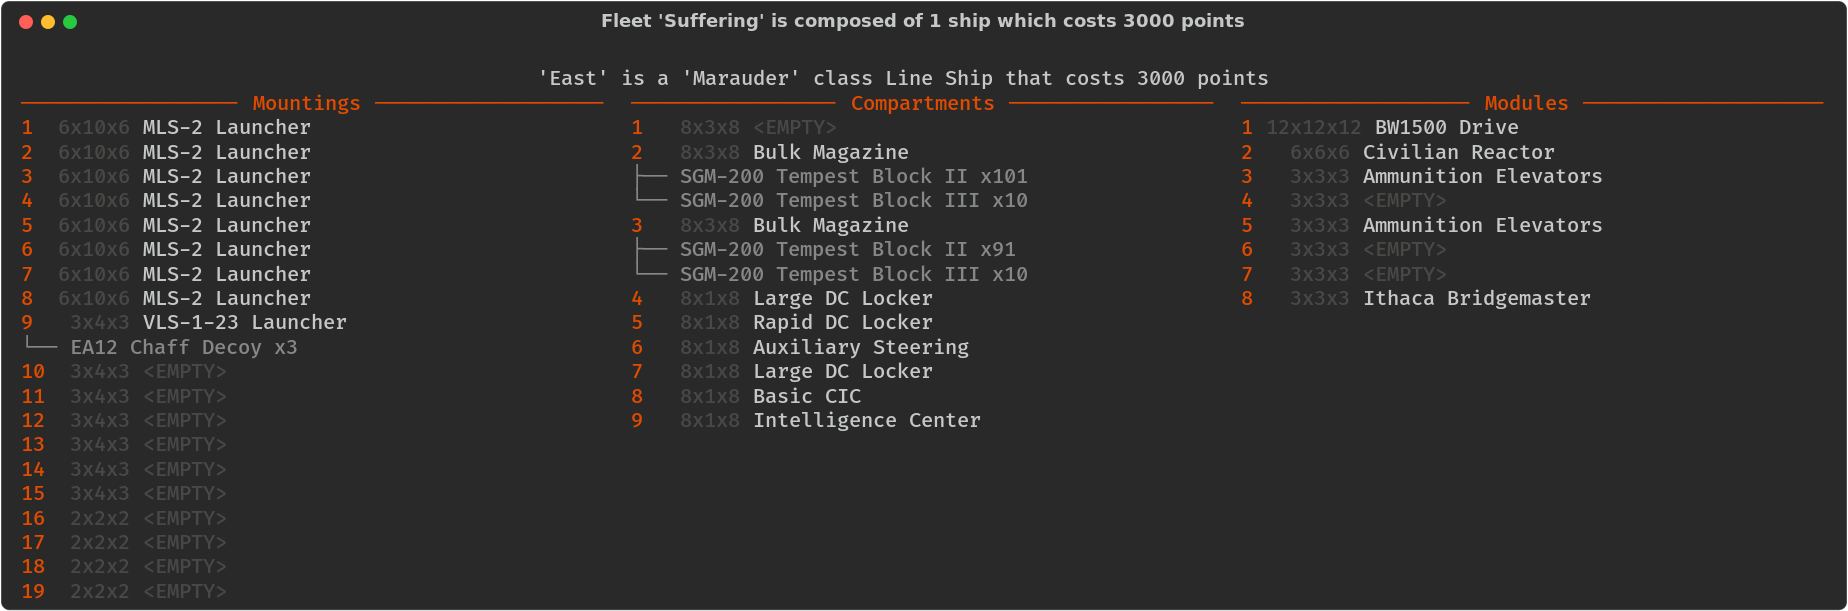 Fleet 'Suffering' is composed of 1 ship which costs 3000 points
'East' is a 'Marauder' class Line Ship that costs 3000 points
Mountings
1 6x10x6 MLS-2 Launcher
2 6x10x6 MLS-2 Launcher
3 6x10x6 MLS-2 Launcher
4 6x10x6 MLS-2 Launcher
5 6x10x6 MLS-2 Launcher
6 6x10x6 MLS-2 Launcher
7 6x10x6 MLS-2 Launcher
8 6x10x6 MLS-2 Launcher
9 3x4x3 VLS-1-23 Launcher
└── EA12 Chaff Decoy x3
10 3x4x3 <EMPTY>
11 3x4x3 <EMPTY>
12 3x4x3 <EMPTY>
13 3x4x3 <EMPTY>
14 3x4x3 <EMPTY>
15 3x4x3 <EMPTY>
16 2x2x2 <EMPTY>
17 2x2x2 <EMPTY>
18 2x2x2 <EMPTY>
19 2x2x2 <EMPTY>
Compartments
1 8x3x8 <EMPTY>
2 8x3x8 Bulk Magazine
├── SGM-200 Tempest Block II x101
└── SGM-200 Tempest Block III x10
3 8x3x8 Bulk Magazine
├── SGM-200 Tempest Block II x91
└── SGM-200 Tempest Block III x10
4 8x1x8 Large DC Locker
5 8x1x8 Rapid DC Locker
6 8x1x8 Auxiliary Steering
7 8x1x8 Large DC Locker
8 8x1x8 Basic CIC
9 8x1x8 Intelligence Center
Modules
1 12x12x12 BW1500 Drive
2 6x6x6 Civilian Reactor
3 3x3x3 Ammunition Elevators
4 3x3x3 <EMPTY>
5 3x3x3 Ammunition Elevators
6 3x3x3 <EMPTY>
7 3x3x3 <EMPTY>
8 3x3x3 Ithaca Bridgemaster